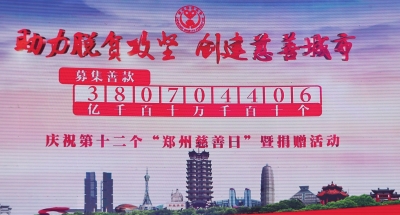 助力脱贫攻坚 创建慈善城市
募集善款
380704406
亿千百十万千百十个
庆祝第十二个“郑州慈善日”暨捐赠活动